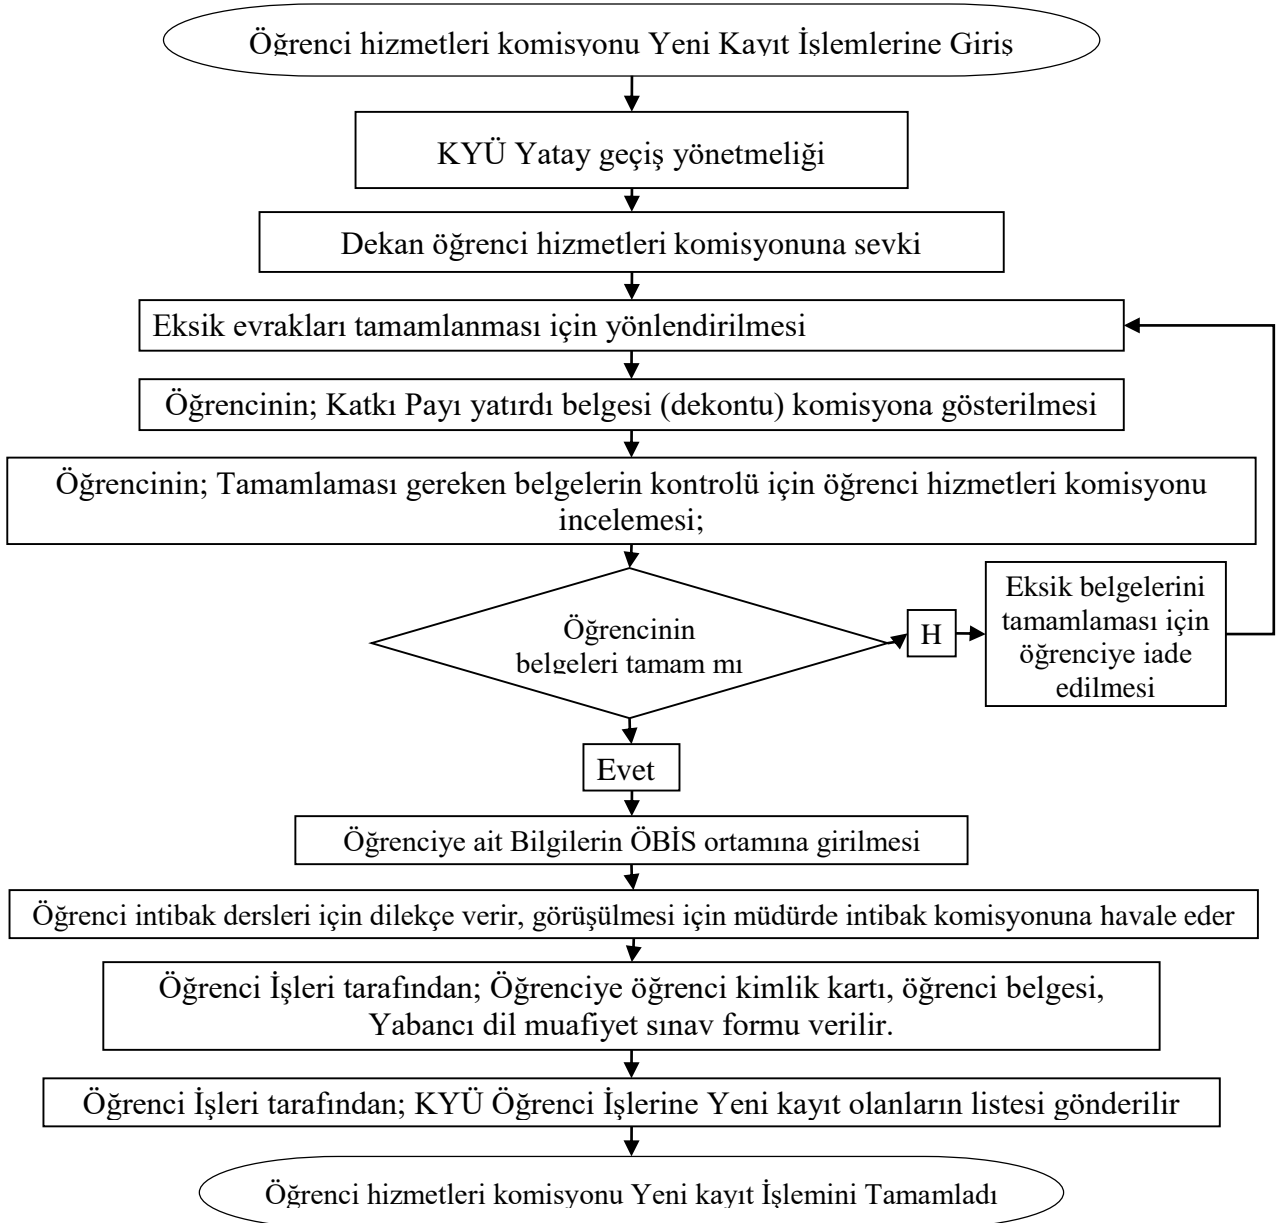 Öğrenci hizmetleri komisyonu Yeni Kayıt İşlemlerine Giriş
KYÜ Yatay geçiş yönetmeliği
Dekan öğrenci hizmetleri komisyonuna sevki
Eksik evrakları tamamlanması için yönlendirilmesi
Öğrencinin; Katkı Payı yatırdı belgesi (dekontu) komisyona gösterilmesi
Öğrencinin; Tamamlaması gereken belgelerin kontrolü için öğrenci hizmetleri komisyonu
incelemesi;
Öğrencinin
belgeleri tamam mı
H
Eksik belgelerini
tamamlaması için
öğrenciye iade
edilmesi
Evet
Öğrenciye ait Bilgilerin ÖBİS ortamına girilmesi
Öğrenci intibak dersleri için dilekçe verir, görüşülmesi için müdürde intibak komisyonuna havale eder
Öğrenci İşleri tarafından; Öğrenciye öğrenci kimlik kartı, öğrenci belgesi,
Yabancı dil muafiyet sınav formu verilir.
Öğrenci İşleri tarafından; KYÜ Öğrenci İşlerine Yeni kayıt olanların listesi gönderilir
Öğrenci hizmetleri komisyonu Yeni kayıt İşlemini Tamamladı